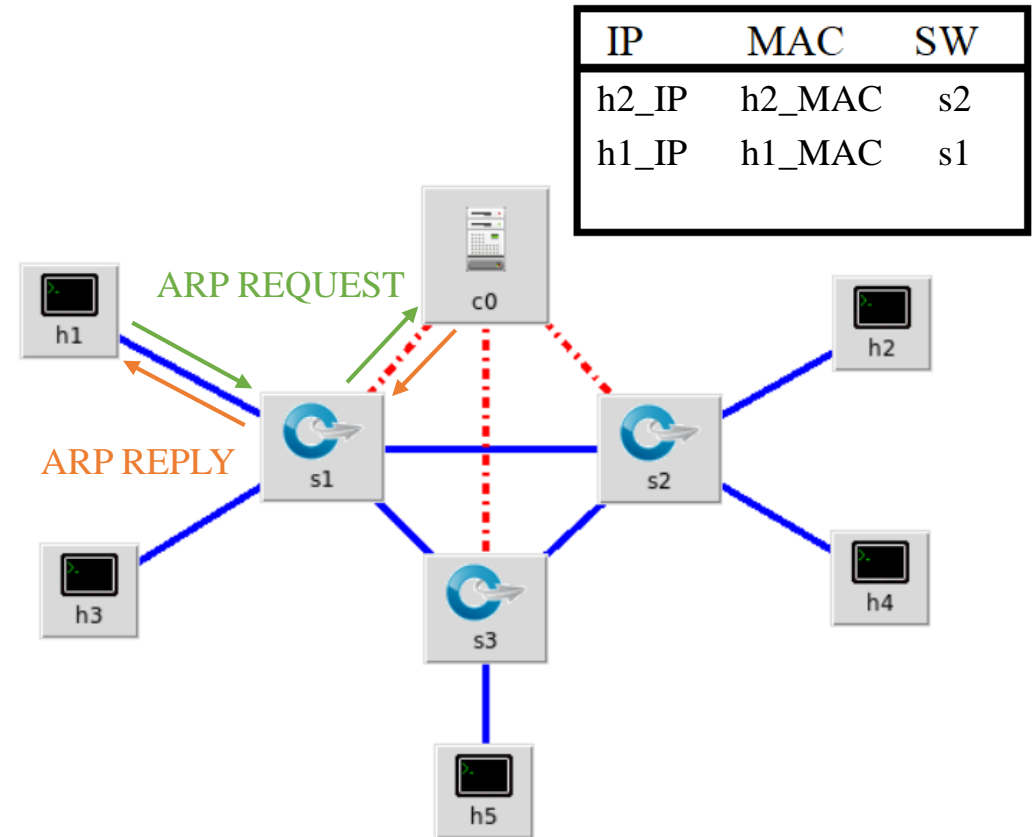 IP MAC SW
h2_IP h2_MAC s2
h1_IP h1_MAC s1
ARP REQUEST
c0
h1
h2
ARP REPLY
s1
s2
h3
s3
h4
h5